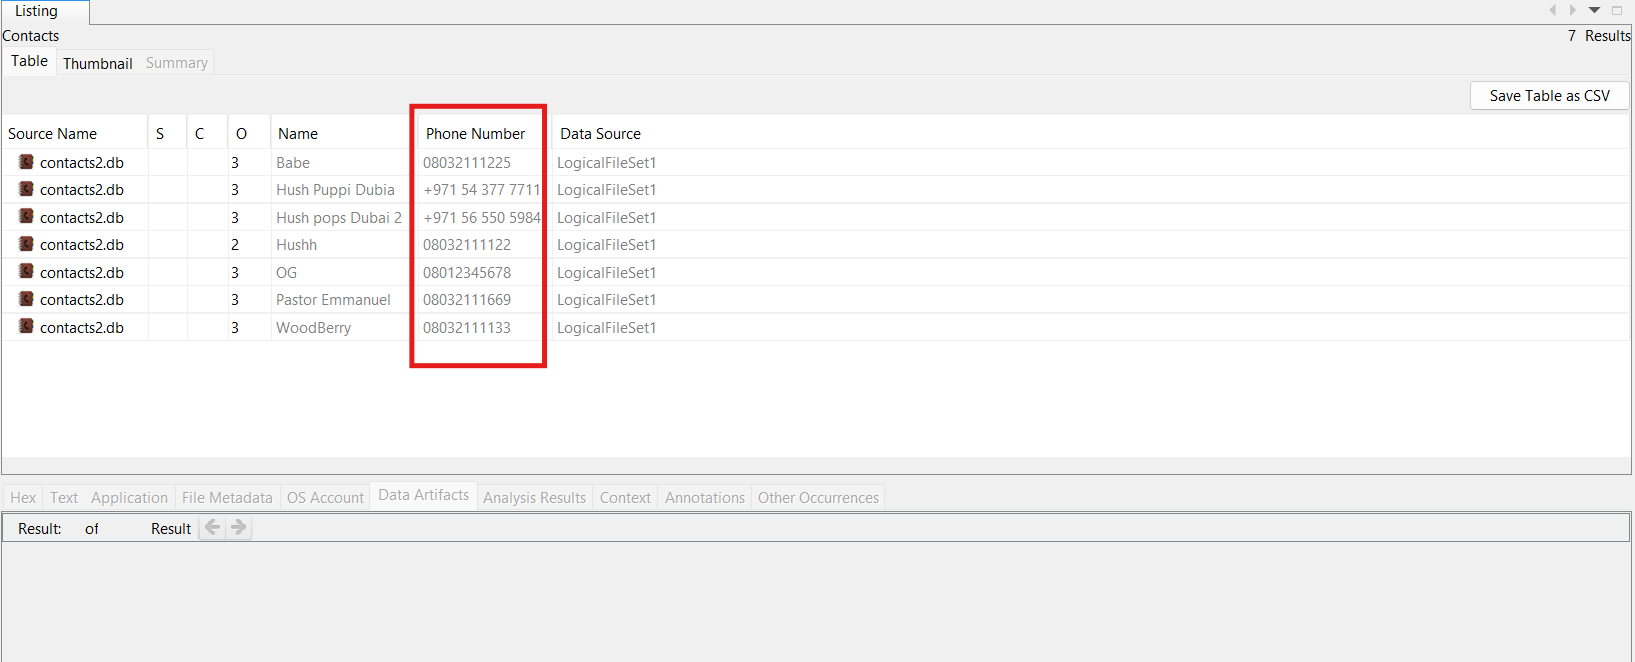 Listing
Contacts 7 Results
Table Thumbnail Summary
Save Table as CSV
Source Name S C O Name Phone Number Data Source
contacts2.db 3 Babe 08032111225 LogicalFileSet1
contacts2.db 3 Hush Puppi Dubia +971 54 377 7711 LogicalFileSet1
contacts2.db 3 Hush pops Dubai 2 +971 56 550 5984 LogicalFileSet1
contacts2.db 2 Hushh 08032111122 LogicalFileSet1
contacts2.db 3 OG 08012345678 LogicalFileSet1
contacts2.db 3 Pastor Emmanuel 08032111669 LogicalFileSet1
contacts2.db 3 WoodBerry 08032111133 LogicalFileSet1
Hex Text Application File Metadata OS Account Data Artifacts Analysis Results Context Annotations Other Occurrences
Result: of Result